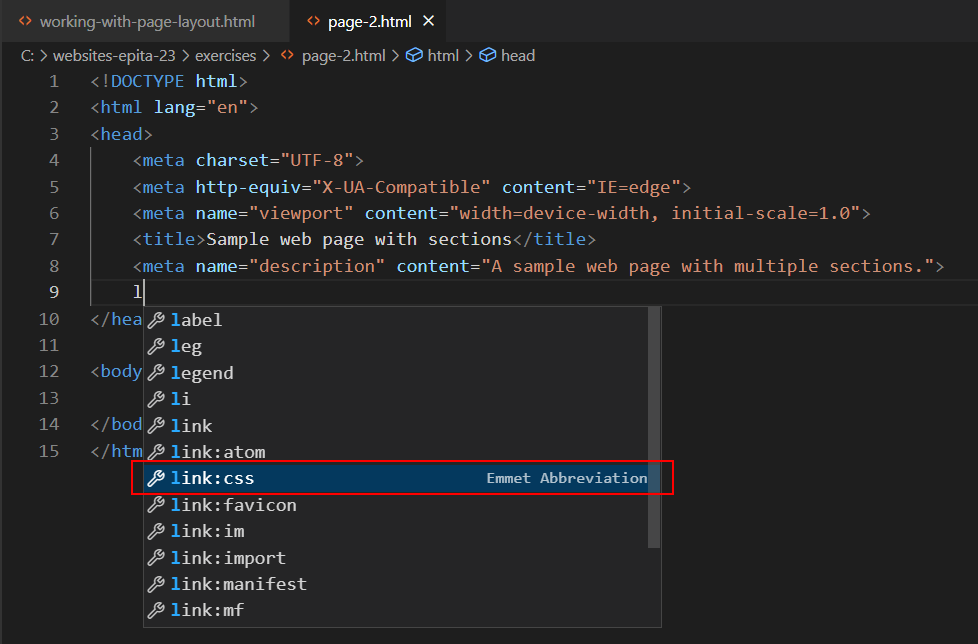 working-with-page-layout.html page-2.html
C: > websites-epita-23 > exercises > page-2.html > html > head
1 <!DOCTYPE html>
2 <html lang="en">
3 <head>
4 <meta charset="UTF-8">
5 <meta http-equiv="X-UA-Compatible" content="IE=edge">
6 <meta name="viewport" content="width=device-width, initial-scale=1.0">
7 <title>Sample web page with sections</title>
8 <meta name="description" content="A sample web page with multiple sections.">
9 l
10 </hea label
11 leg
12 <body legend
13 li
14 </bod link
15 </htm link:atom
link:css Emmet Abbreviation
link:favicon
link:im
link:import
link:manifest
link:mf